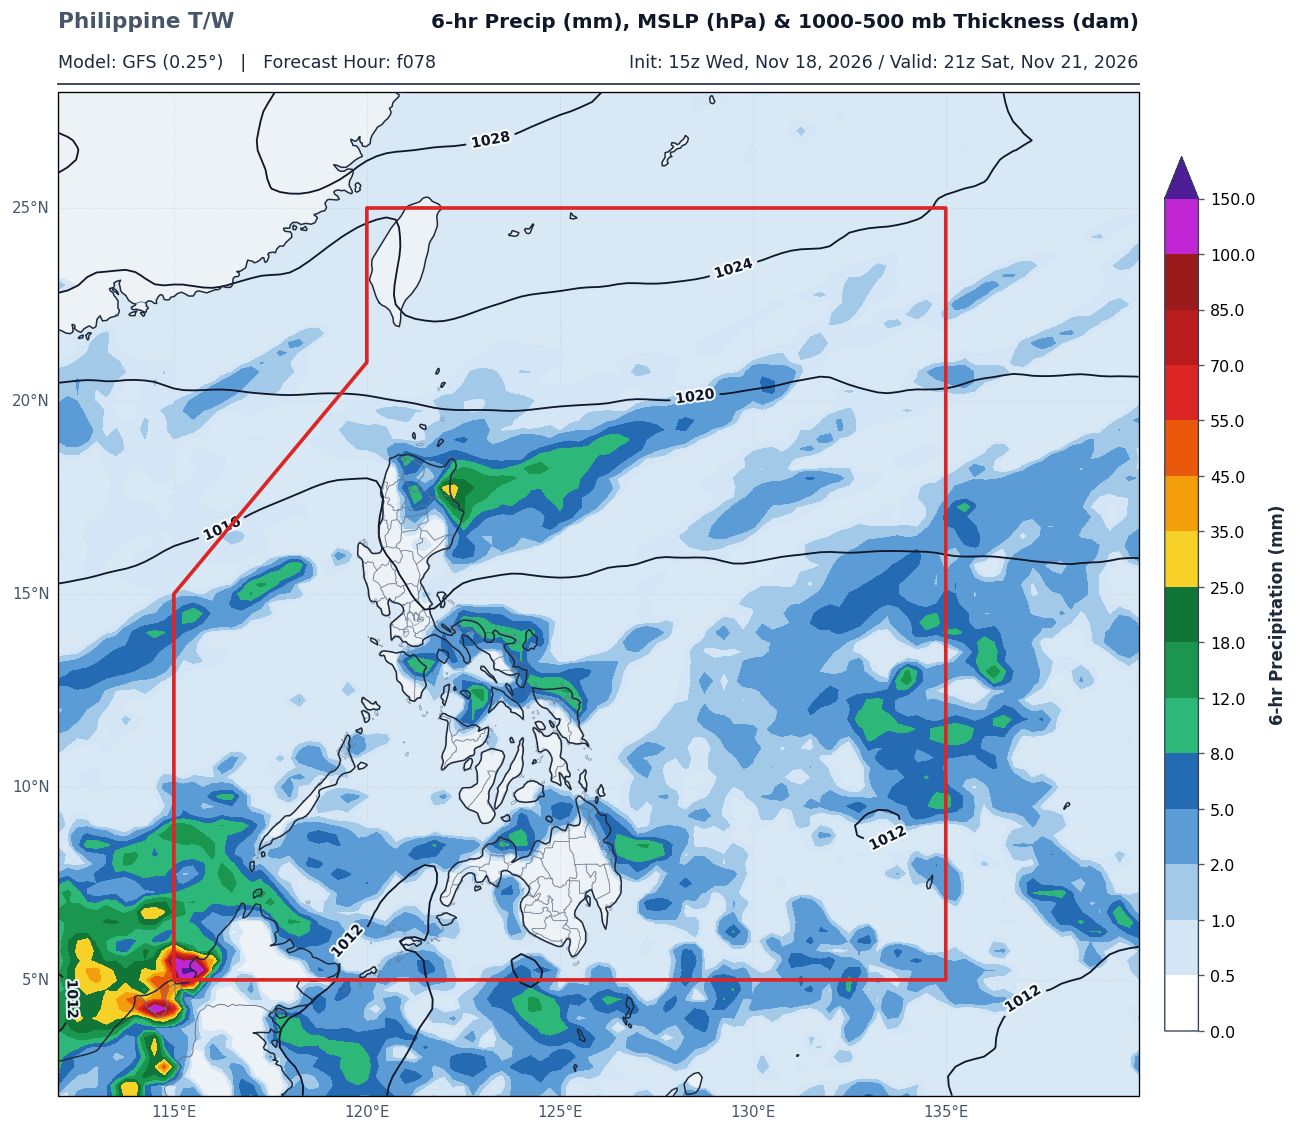 Philippine T/W
6-hr Precip (mm), MSLP (hPa) & 1000-500 mb Thickness (dam)
Model: GFS (0.25°) | Forecast Hour: f078
Init: 15z Wed, Nov 18, 2026 / Valid: 21z Sat, Nov 21, 2026
1028
1024
1020
1016
1012
1012
1012
1012
25°N
20°N
15°N
10°N
5°N
115°E
120°E
125°E
130°E
135°E
150.0
100.0
85.0
70.0
55.0
45.0
35.0
25.0
18.0
12.0
8.0
5.0
2.0
1.0
0.5
0.0
6-hr Precipitation (mm)